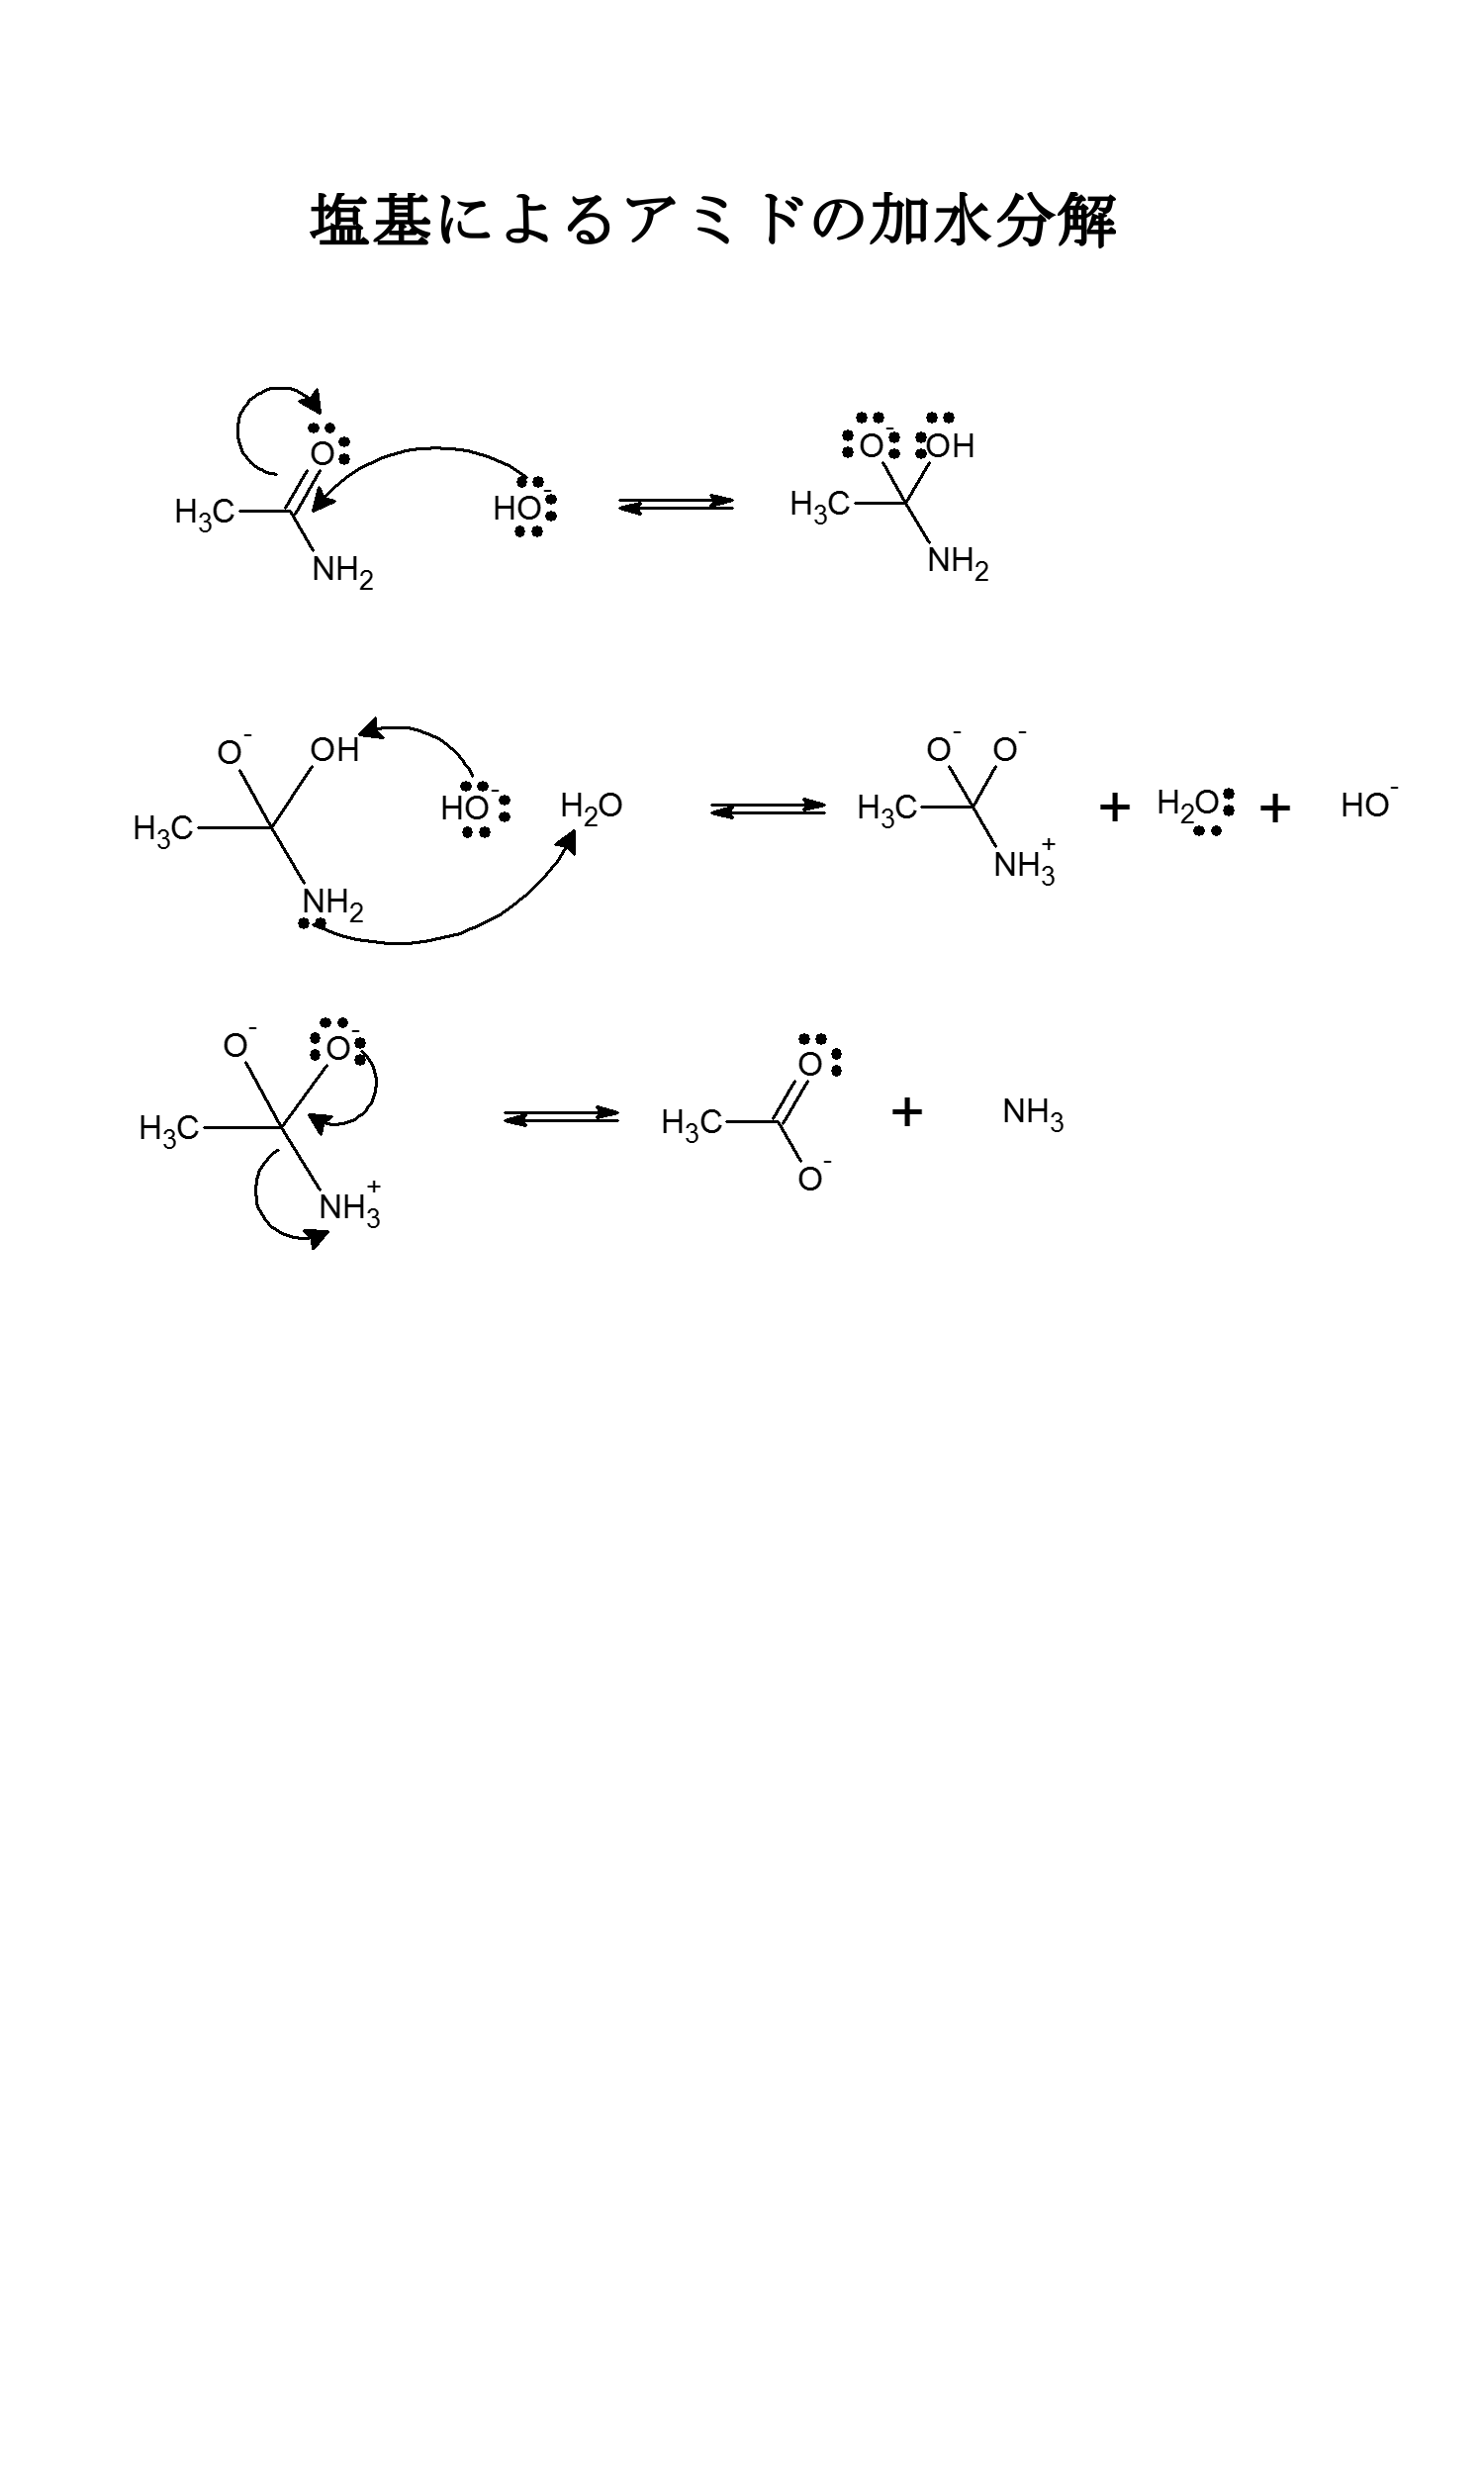 塩基によるアミドの加水分解
O
H₃C
NH₂
HO⁻
O⁻ OH
H₃C
NH₂
O⁻ OH
H₃C
NH₂
HO⁻ H₂O
O⁻ O⁻
H₃C
NH₃⁺
+ H₂O + HO⁻
O⁻ O⁻
H₃C
NH₃⁺
O
H₃C
O⁻
+ NH₃